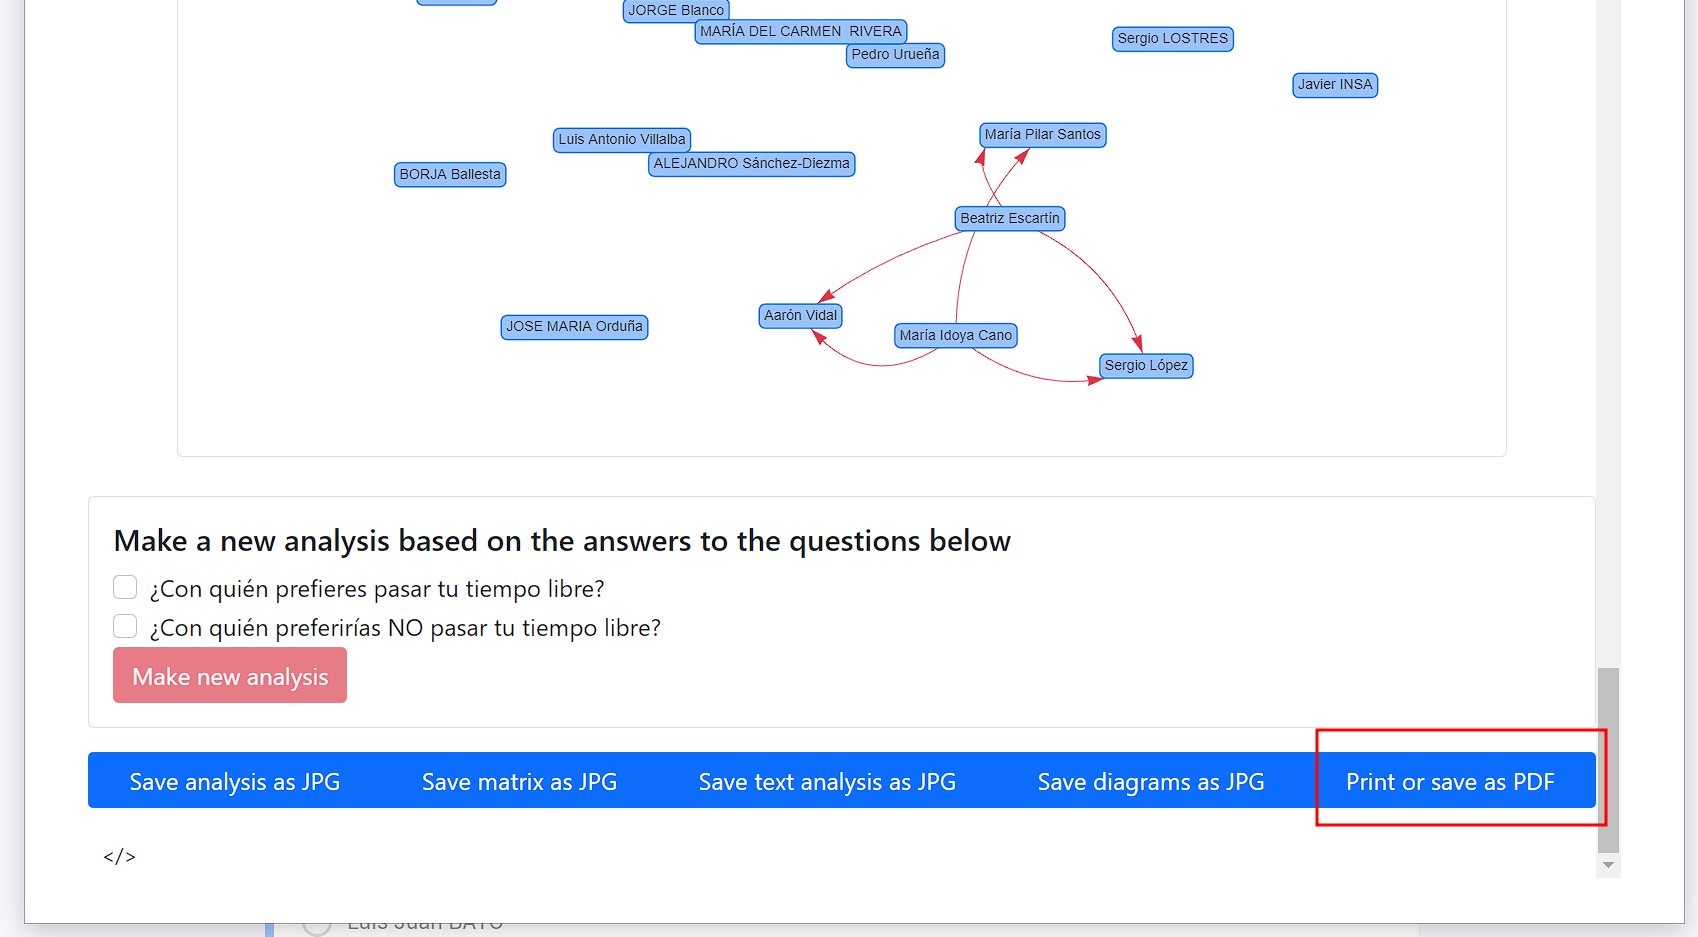 JORGE Blanco
MARÍA DEL CARMEN  RIVERA
Sergio LOSTRES
Pedro Urueña
Javier INSA
María Pilar Santos
Luis Antonio Villalba
ALEJANDRO Sánchez-Diezma
BORJA Ballesta
Beatriz Escartín
Aarón Vidal
JOSE MARIA Orduña
María Idoya Cano
Sergio López
Make a new analysis based on the answers to the questions below
¿Con quién prefieres pasar tu tiempo libre?
¿Con quién preferirías NO pasar tu tiempo libre?
Make new analysis
Save analysis as JPG
Save matrix as JPG
Save text analysis as JPG
Save diagrams as JPG
Print or save as PDF
</>
Luis Juan BAYO